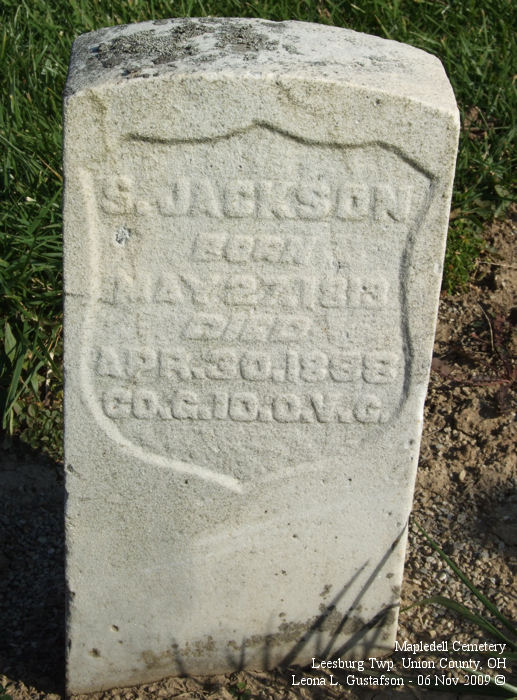 S. JACKSON
BORN
MAY 27. 1813
DIED
APR. 30. 1888
CO. G. 10. O. V. C.
Mapledell Cemetery
Leesburg Twp. Union County, OH
Leona L. Gustafson - 06 Nov 2009 ©